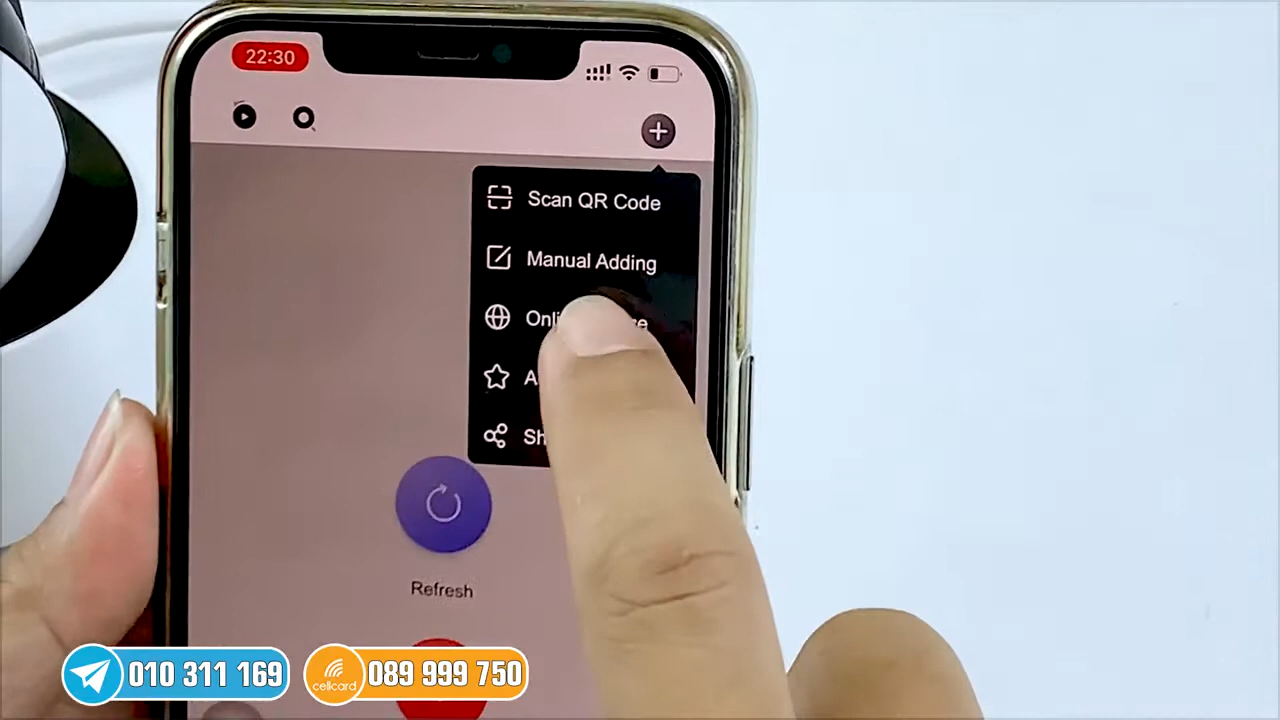 22:30
Scan QR Code
Manual Adding
Refresh
010 311 169
cellcard
089 999 750